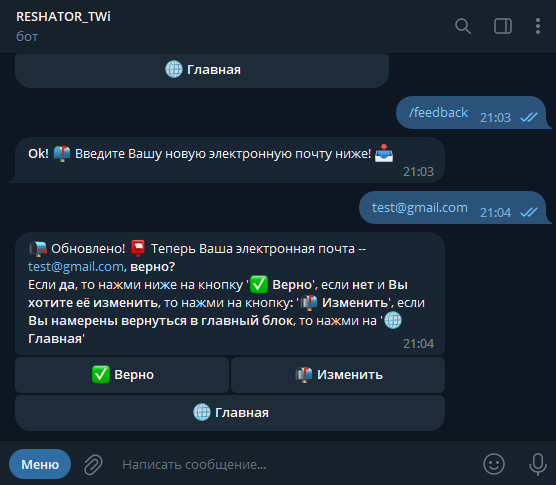 RESHATOR_TWi
бот
🌐 Главная
/feedback
21:03
Ok! 📬 Введите Вашу новую электронную почту ниже! 📥
21:03
test@gmail.com
21:04
📭 Обновлено! 📮 Теперь Ваша электронная почта --
test@gmail.com, верно?
Если да, то нажми ниже на кнопку '✅ Верно', если нет и Вы
хотите её изменить, то нажми на кнопку: '📬 Изменить', если
Вы намерены вернуться в главный блок, то нажми на '🌐
Главная'
21:04
✅ Верно
📬 Изменить
🌐 Главная
Меню
Написать сообщение...